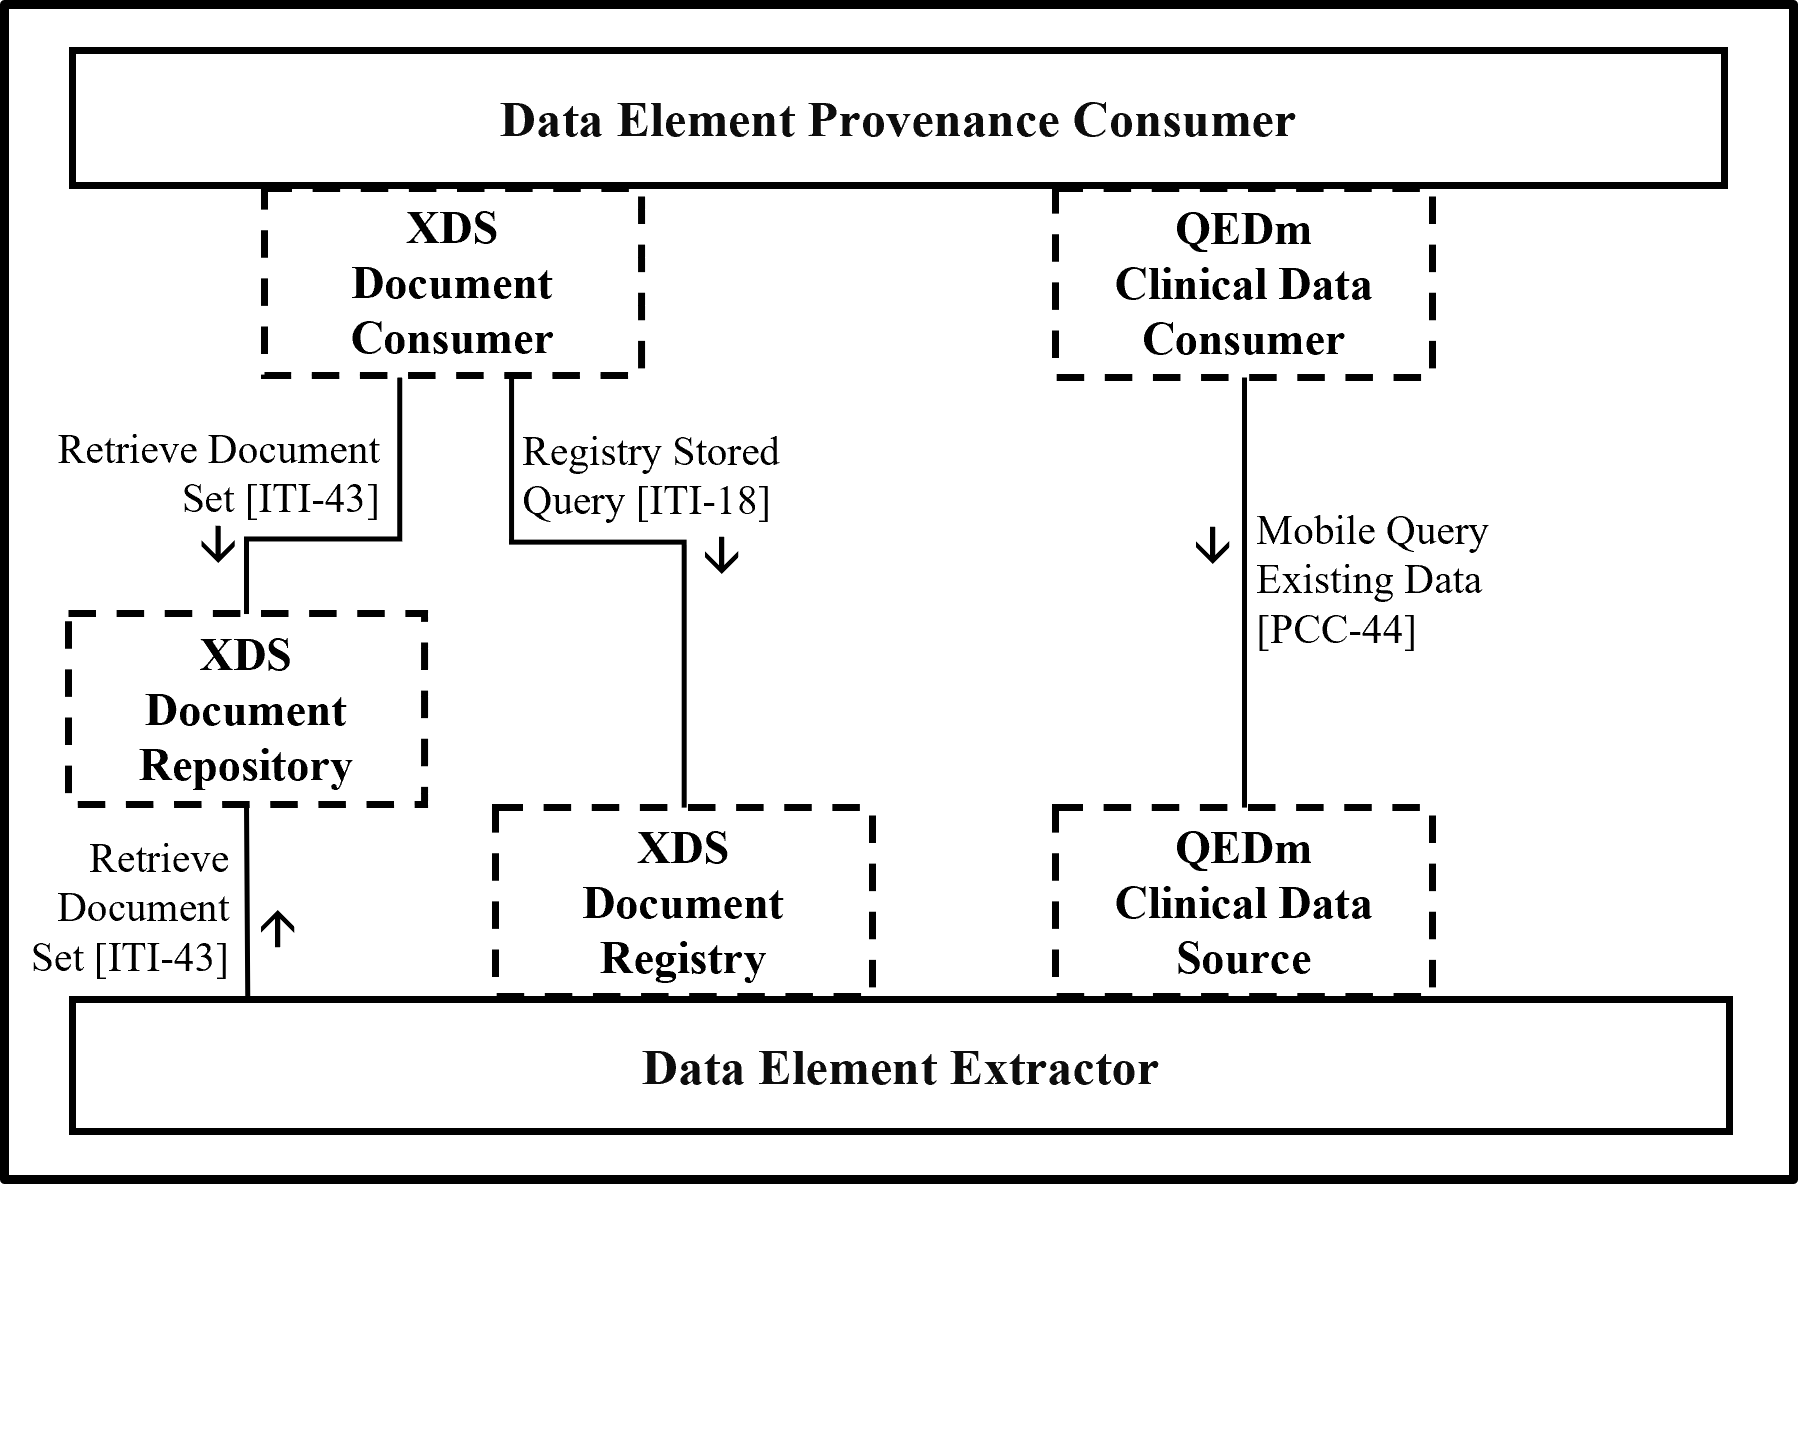 Data Element Provenance Consumer
XDS
Document
Consumer
QEDm
Clinical Data
Consumer
Retrieve Document
Set [ITI-43]
Registry Stored
Query [ITI-18]
Mobile Query
Existing Data
[PCC-44]
XDS
Document
Repository
Retrieve
Document
Set [ITI-43]
XDS
Document
Registry
QEDm
Clinical Data
Source
Data Element Extractor